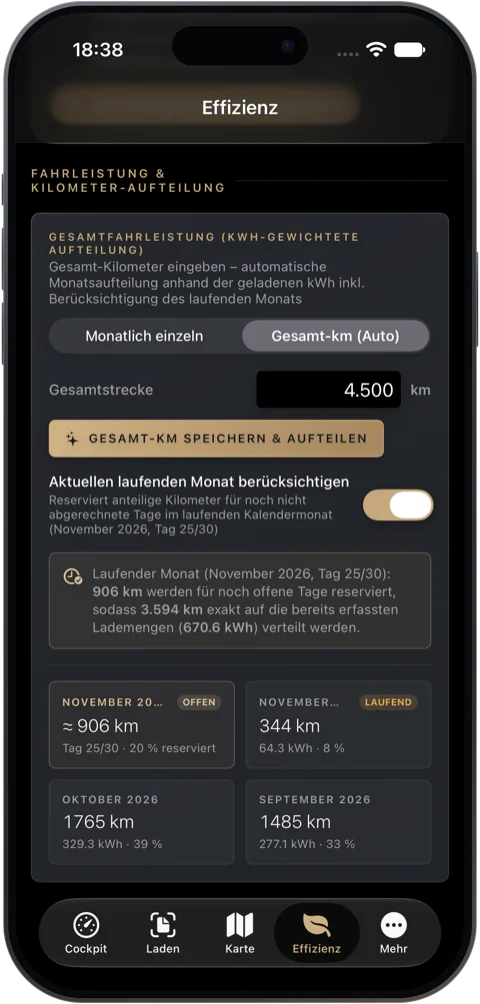 18:38
Effizienz
FAHRLEISTUNG &
KILOMETER-AUFTEILUNG
GESAMTFAHRLEISTUNG (KWH-GEWICHTETE
AUFTEILUNG)
Gesamt-Kilometer eingeben – automatische
Monatsaufteilung anhand der geladenen kWh inkl.
Berücksichtigung des laufenden Monats
Monatlich einzeln Gesamt-km (Auto)
Gesamtstrecke 4.500 km
GESAMT-KM SPEICHERN & AUFTEILEN
Aktuellen laufenden Monat berücksichtigen
Reserviert anteilige Kilometer für noch nicht
abgerechnete Tage im laufenden Kalendermonat
(November 2026, Tag 25/30)
Laufender Monat (November 2026, Tag 25/30):
906 km werden für noch offene Tage reserviert,
sodass 3.594 km exakt auf die bereits erfassten
Lademengen (670.6 kWh) verteilt werden.
NOVEMBER 20... OFFEN
≈ 906 km
Tag 25/30 · 20 % reserviert
NOVEMBER... LAUFEND
344 km
64.3 kWh · 8 %
OKTOBER 2026
1765 km
329.3 kWh · 39 %
SEPTEMBER 2026
1485 km
277.1 kWh · 33 %
Cockpit Laden Karte Effizienz Mehr